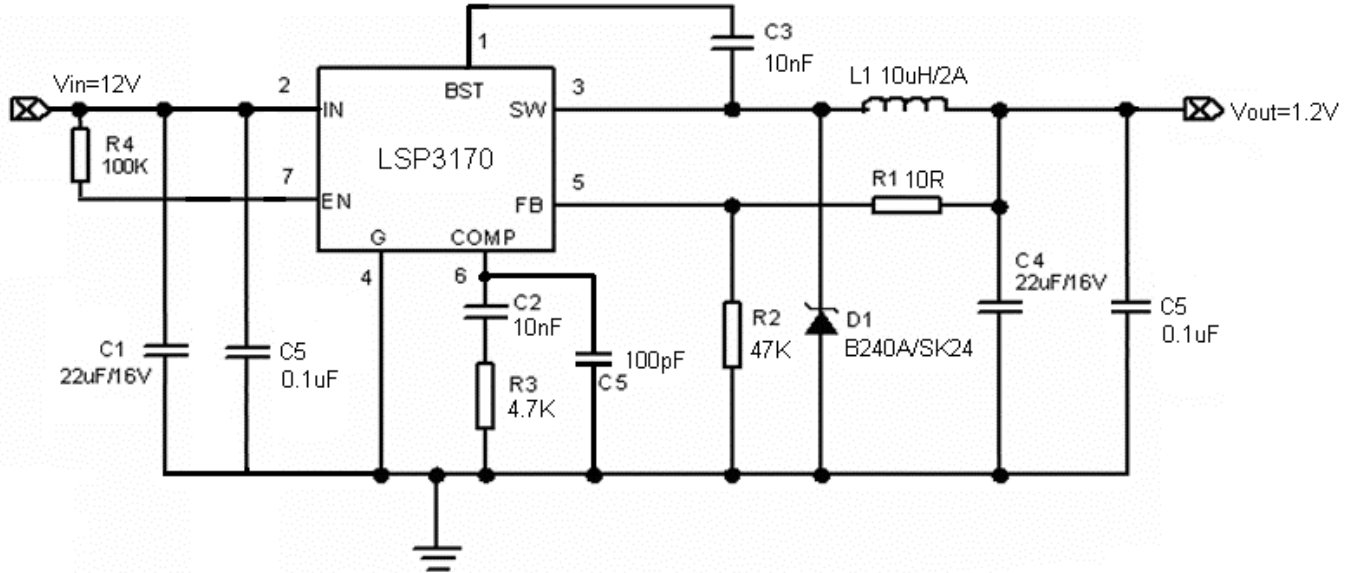 C3
10nF
1
Vin=12V
2
3
L1 10uH/2A
BST
IN
SW
Vout=1.2V
R4
100K
LSP3170
7
5
R1 10R
EN
FB
G
COMP
4
6
C4
22uF/16V
C2
10nF
R2
47K
D1
B240A/SK24
C5
0.1uF
C1
22uF/16V
C5
0.1uF
100pF
C5
R3
4.7K